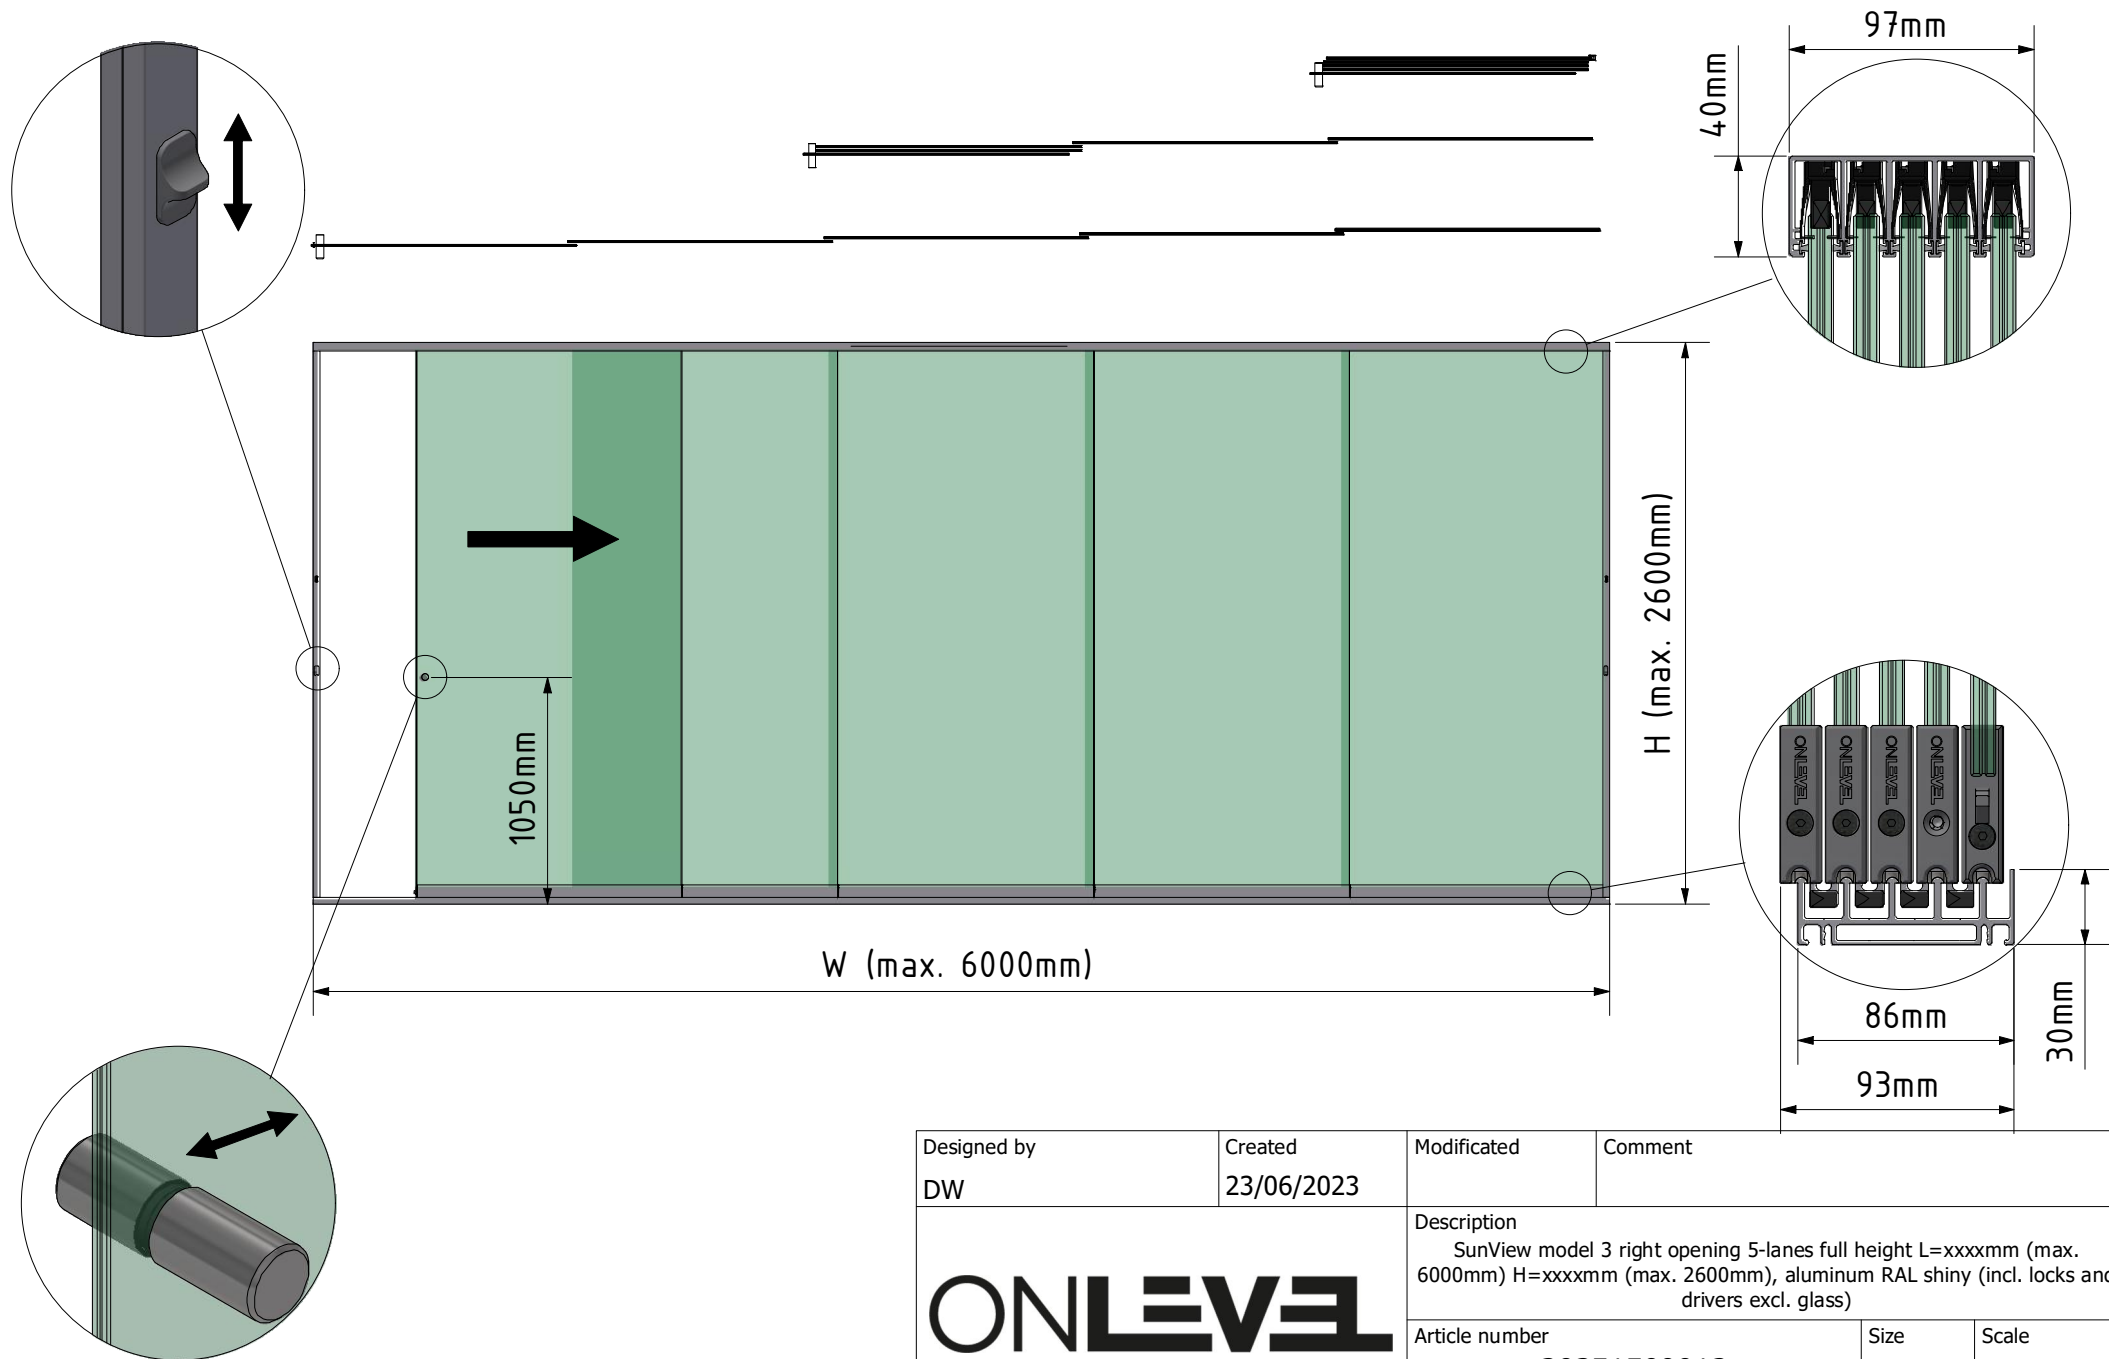 97mm
40mm
H (max. 2600mm)
1050mm
W (max. 6000mm)
ONLEVEL
ONLEVEL
ONLEVEL
ONLEVEL
86mm
30mm
93mm
Designed by
DW
Created
23/06/2023
Modificated
Comment
Description
SunView model 3 right opening 5-lanes full height L=xxxxmm (max.
6000mm) H=xxxxmm (max. 2600mm), aluminum RAL shiny (incl. locks and
drivers excl. glass)
ONLEVEL
Article number
Size
Scale